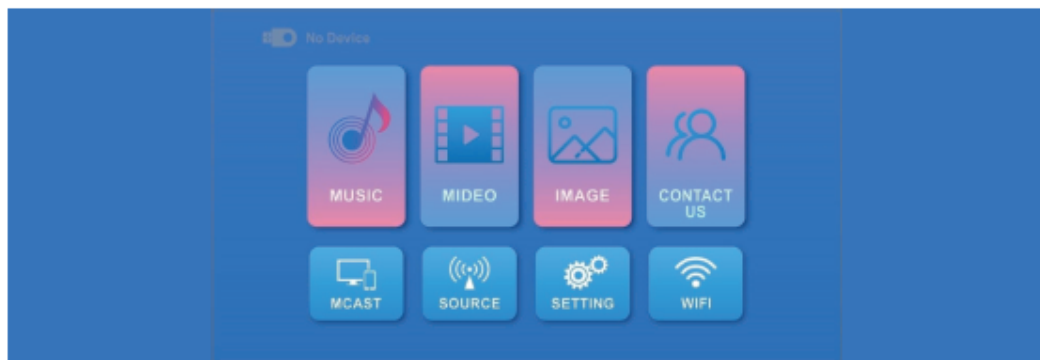 No Device
MUSIC
MIDEO
IMAGE
CONTACT
US
MCAST
SOURCE
SETTING
WIFI